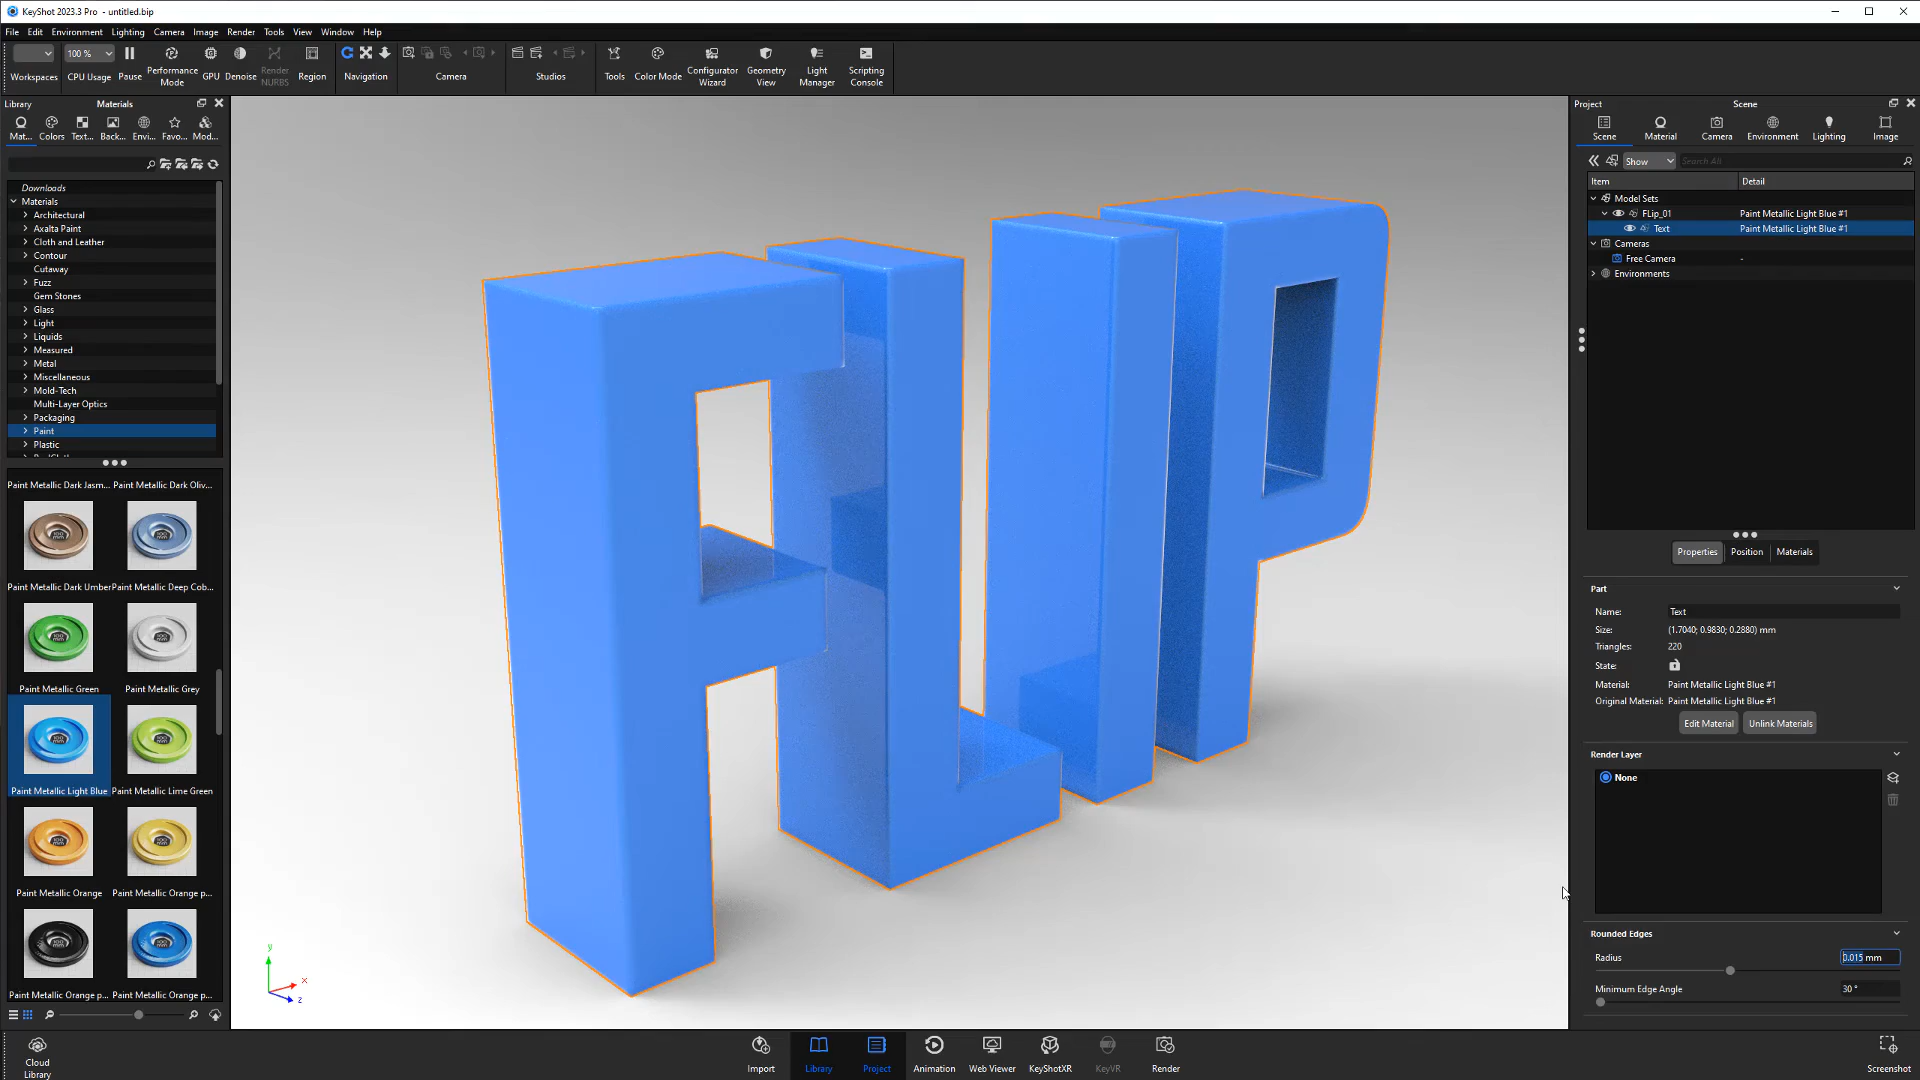 KeyShot 2023.3 Pro - untitled.bip
File Edit Environment Lighting Camera Image Render Tools View Window Help
100 %
Workspaces CPU Usage Pause Performance Mode GPU Denoise Render NURBS Region Navigation Camera Studios Tools Color Mode Configurator Wizard Geometry View Light Manager Scripting Console
Library Materials
Mat... Colors Text... Back... Envi... Favo... Mod...
Downloads
Materials
Architectural
Axalta Paint
Cloth and Leather
Contour
Cutaway
Fuzz
Gem Stones
Glass
Light
Liquids
Measured
Metal
Miscellaneous
Mold-Tech
Multi-Layer Optics
Packaging
Paint
Plastic
Paint Metallic Dark Jasm... Paint Metallic Dark Oliv...
Paint Metallic Dark Umber Paint Metallic Deep Cob...
Paint Metallic Green Paint Metallic Grey
Paint Metallic Light Blue Paint Metallic Lime Green
Paint Metallic Orange Paint Metallic Orange p...
Paint Metallic Orange p... Paint Metallic Orange p...
FLIP
y
x
z
Project Scene
Scene Material Camera Environment Lighting Image
Show Search All
Item Detail
Model Sets
FLip_01 Paint Metallic Light Blue #1
Text Paint Metallic Light Blue #1
Cameras
Free Camera -
Environments
Properties Position Materials
Part
Name: Text
Size: (1.7040; 0.9830; 0.2880) mm
Triangles: 220
State:
Material: Paint Metallic Light Blue #1
Original Material: Paint Metallic Light Blue #1
Edit Material Unlink Materials
Render Layer
None
Rounded Edges
Radius 0.015 mm
Minimum Edge Angle 30 °
Cloud Library Import Library Project Animation Web Viewer KeyShotXR KeyVR Render Screenshot